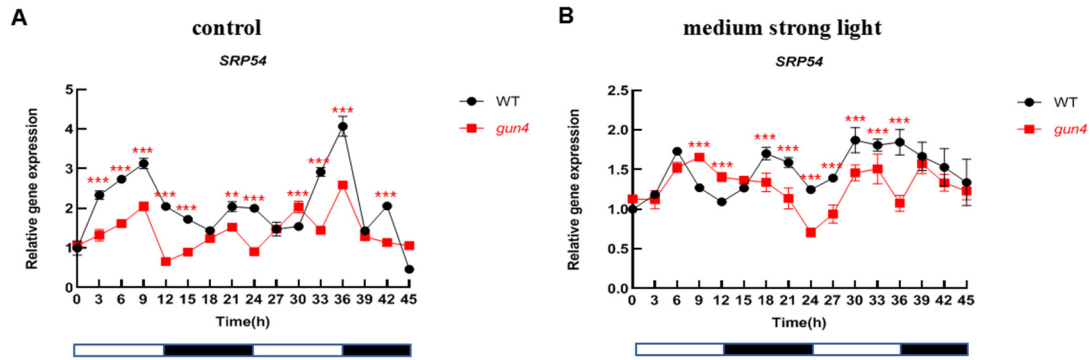 A
control
SRP54
WT
gun4
Relative gene expression
5
4
3
2
1
0
*** *** *** *** *** ** *** *** *** *** ***
0 3 6 9 12 15 18 21 24 27 30 33 36 39 42 45
Time(h)
B
medium strong light
SRP54
WT
gun4
Relative gene expression
2.5
2.0
1.5
1.0
0.5
0.0
*** *** *** *** *** *** *** *** ***
0 3 6 9 12 15 18 21 24 27 30 33 36 39 42 45
Time(h)